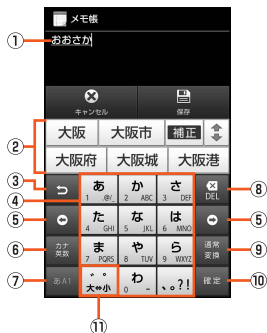 メモ帳
① おおさか
キャンセル 保存
② 大阪 大阪市 補正
大阪府 大阪城 大阪港
③ ④ あ 1 .@/_ か 2 ABC さ 3 DEF DEL ⑧
⑤ た 4 GHI な 5 JKL は 6 MNO ⑤
⑥ カナ英数 ま 7 PQRS や 8 TUV ら 9 WXYZ 通常変換 ⑨
⑦ あA1 ゛゜大⇔小 わ 0 - 、。?! 確定 ⑩
⑪